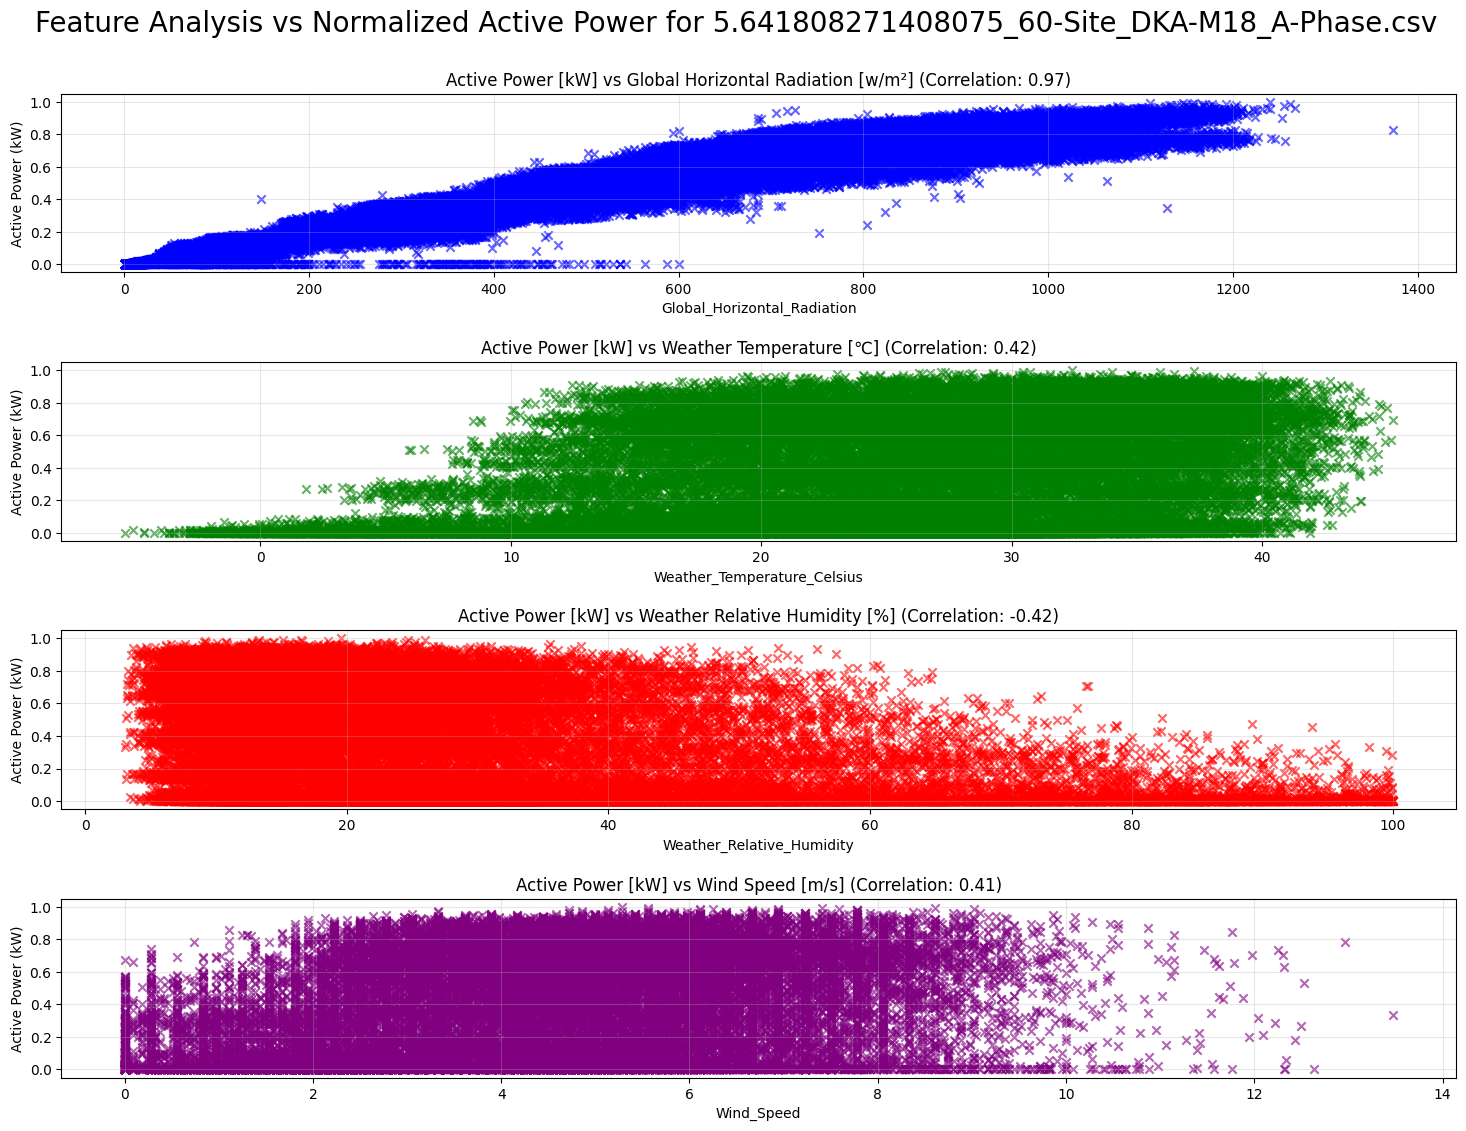 Feature Analysis vs Normalized Active Power for 5.641808271408075_60-Site_DKA-M18_A-Phase.csv
Active Power [kW] vs Global Horizontal Radiation [w/m²] (Correlation: 0.97)
Active Power (kW)
1.0
0.8
0.6
0.4
0.2
0.0
0 200 400 600 800 1000 1200 1400
Global_Horizontal_Radiation
Active Power [kW] vs Weather Temperature [℃] (Correlation: 0.42)
Active Power (kW)
1.0
0.8
0.6
0.4
0.2
0.0
0 10 20 30 40
Weather_Temperature_Celsius
Active Power [kW] vs Weather Relative Humidity [%] (Correlation: -0.42)
Active Power (kW)
1.0
0.8
0.6
0.4
0.2
0.0
0 20 40 60 80 100
Weather_Relative_Humidity
Active Power [kW] vs Wind Speed [m/s] (Correlation: 0.41)
Active Power (kW)
1.0
0.8
0.6
0.4
0.2
0.0
0 2 4 6 8 10 12 14
Wind_Speed